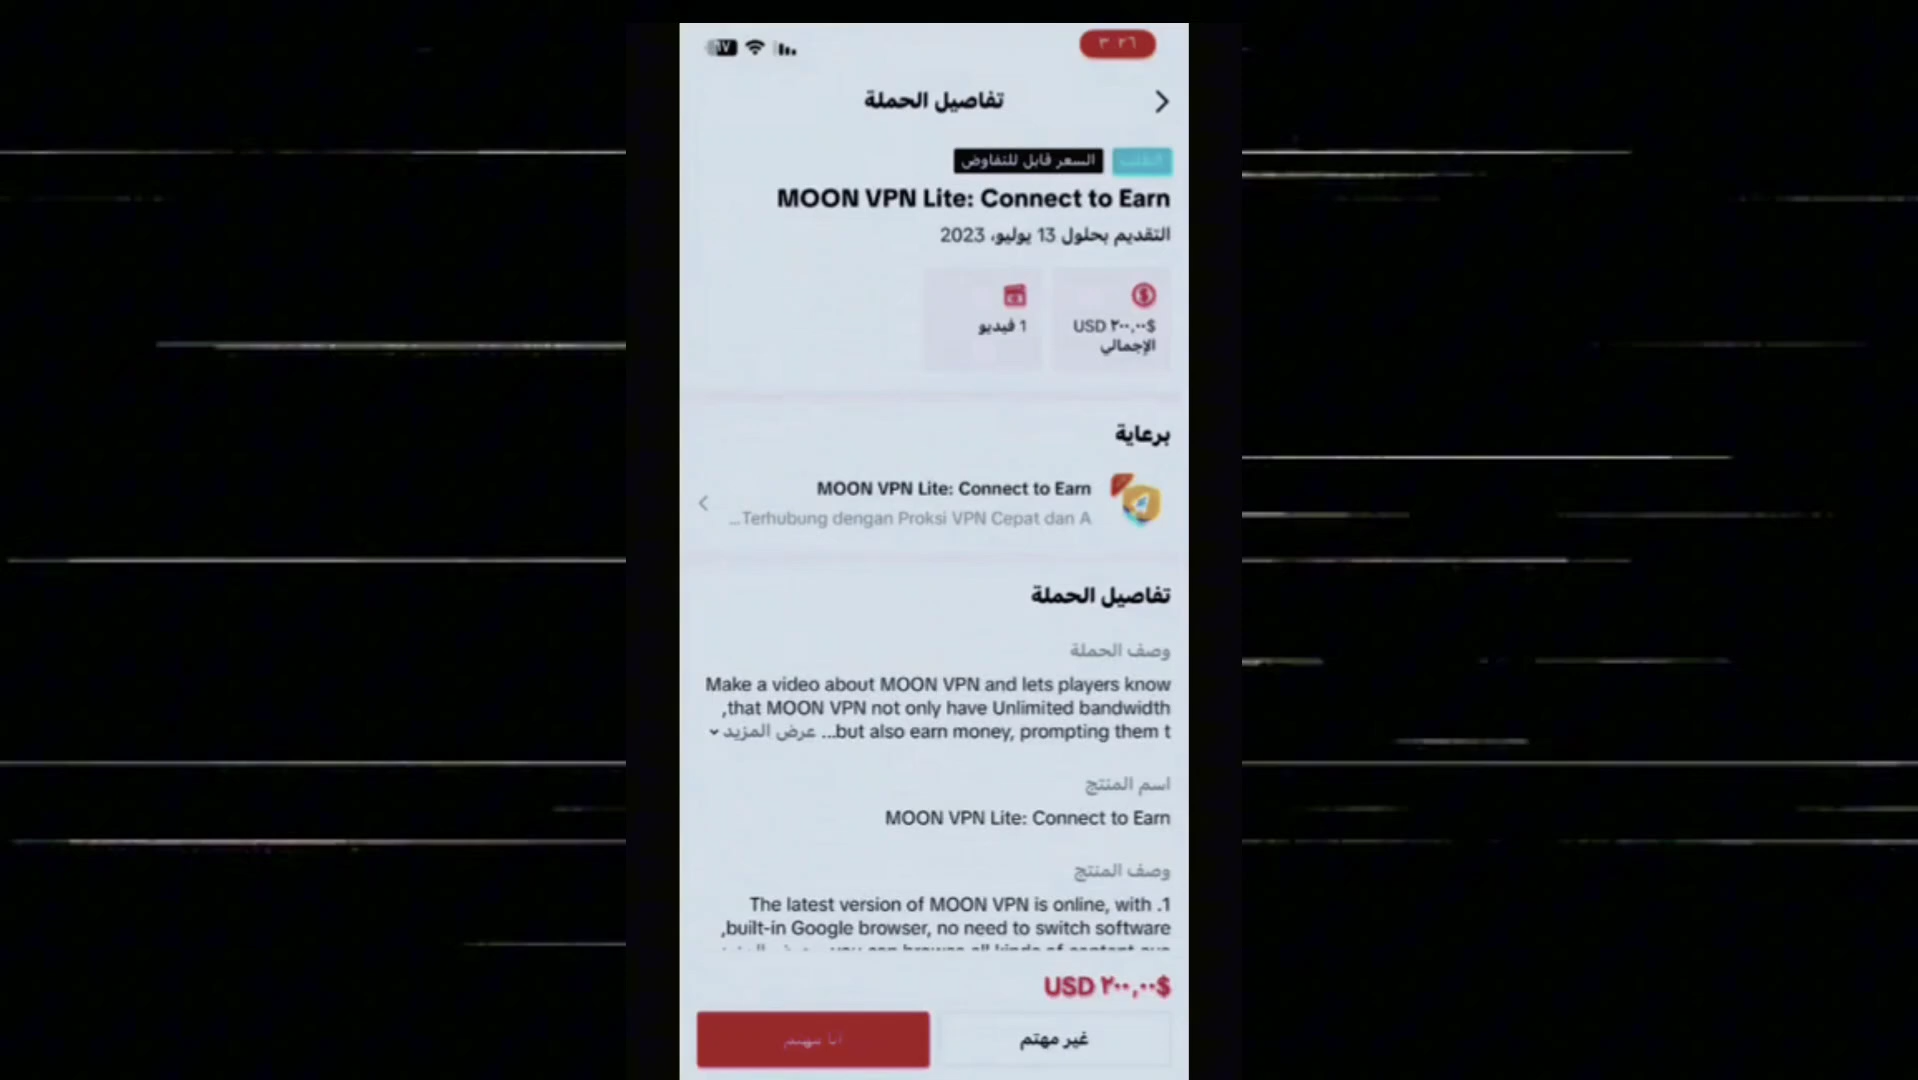 ٣:٢٦
تفاصيل الحملة
السعر قابل للتفاوض
MOON VPN Lite: Connect to Earn
التقديم بحلول 13 يوليو، 2023
USD ٢٠٠,٠٠$
الإجمالي
1 فيديو
برعاية
MOON VPN Lite: Connect to Earn
...Terhubung dengan Proksi VPN Cepat dan A
تفاصيل الحملة
وصف الحملة
Make a video about MOON VPN and lets players know
that MOON VPN not only have Unlimited bandwidth,
but also earn money, prompting them t... عرض المزيد
اسم المنتج
MOON VPN Lite: Connect to Earn
وصف المنتج
1. The latest version of MOON VPN is online, with
built-in Google browser, no need to switch software,
USD ٢٠٠,٠٠$
غير مهتم
أنا مهتم